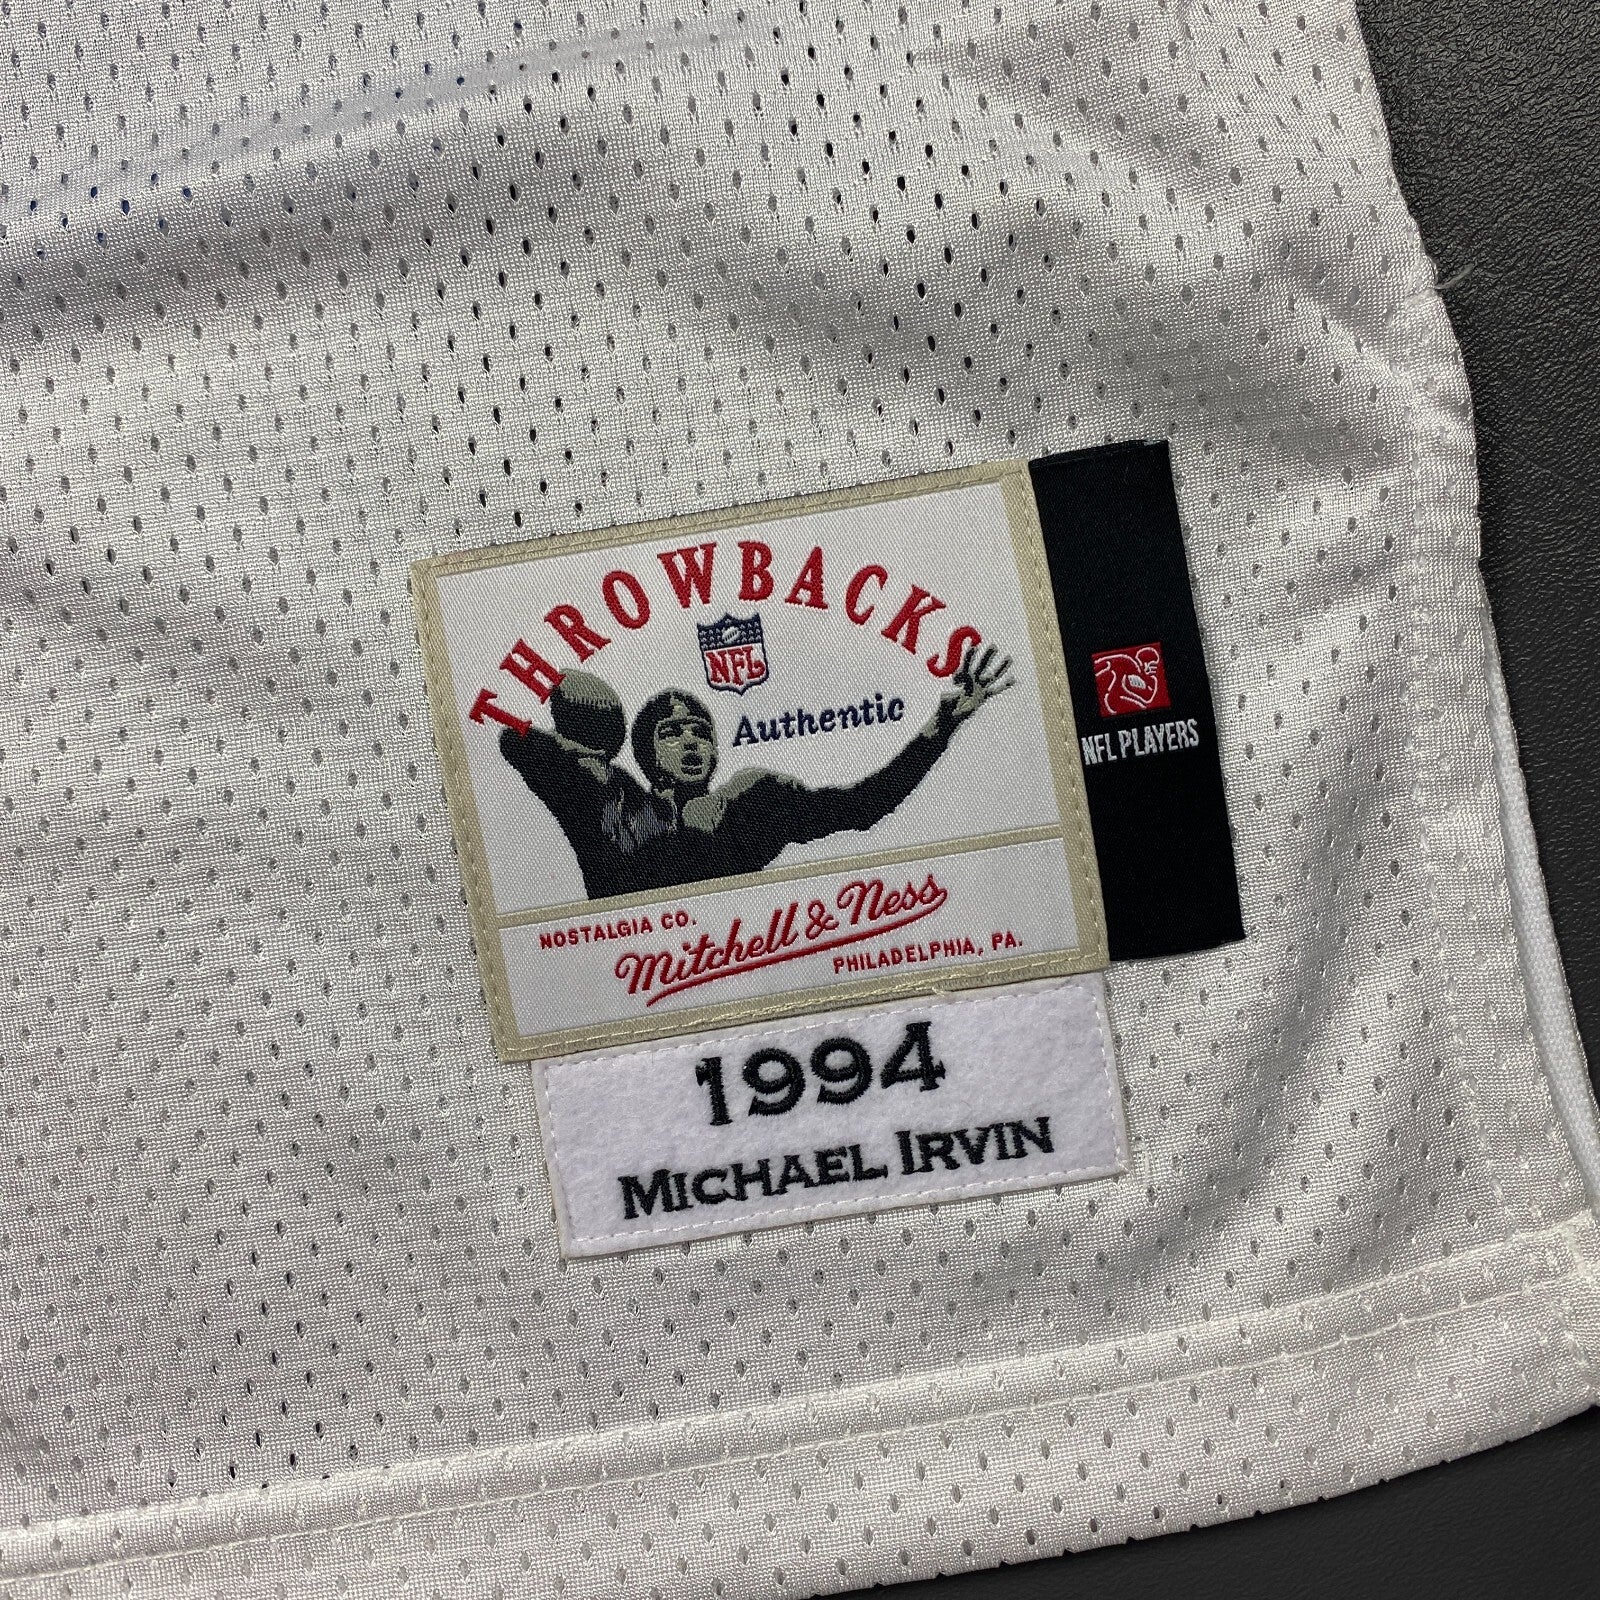 THROWBACKS
NFL
Authentic
NFL PLAYERS
NOSTALGIA CO.
Mitchell & Ness
PHILADELPHIA, PA.
1994
MICHAEL IRVIN